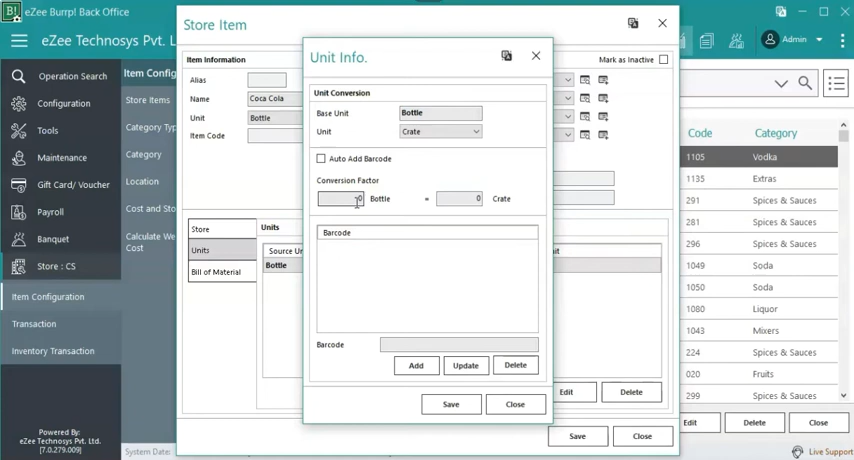 B! eZee Burrp! Back Office
eZee Technosys Pvt. Lt
Admin
Operation Search
Configuration
Tools
Maintenance
Gift Card/ Voucher
Payroll
Banquet
Store : CS
Item Configuration
Transaction
Inventory Transaction
Powered By:
eZee Technosys Pvt. Ltd.
[7.0.279.009]
Item Config
Store Items
Category Typ
Category
Location
Cost and Sto
Calculate We
Cost
System Date:
Store Item
Item Information
Mark as Inactive
Alias
Name Coca Cola
Unit Bottle
Item Code
Store
Units
Bill of Material
Units
Source Un
Bottle
nit
Edit Delete
Save Close
Unit Info.
Unit Conversion
Base Unit Bottle
Unit Crate
Auto Add Barcode
Conversion Factor
0 Bottle = 0 Crate
Barcode
Barcode
Add Update Delete
Save Close
Code Category
1105 Vodka
1135 Extras
291 Spices & Sauces
281 Spices & Sauces
296 Spices & Sauces
1049 Soda
1050 Soda
1080 Liquor
1043 Mixers
224 Spices & Sauces
020 Fruits
299 Spices & Sauces
Edit Delete Close
Live Support